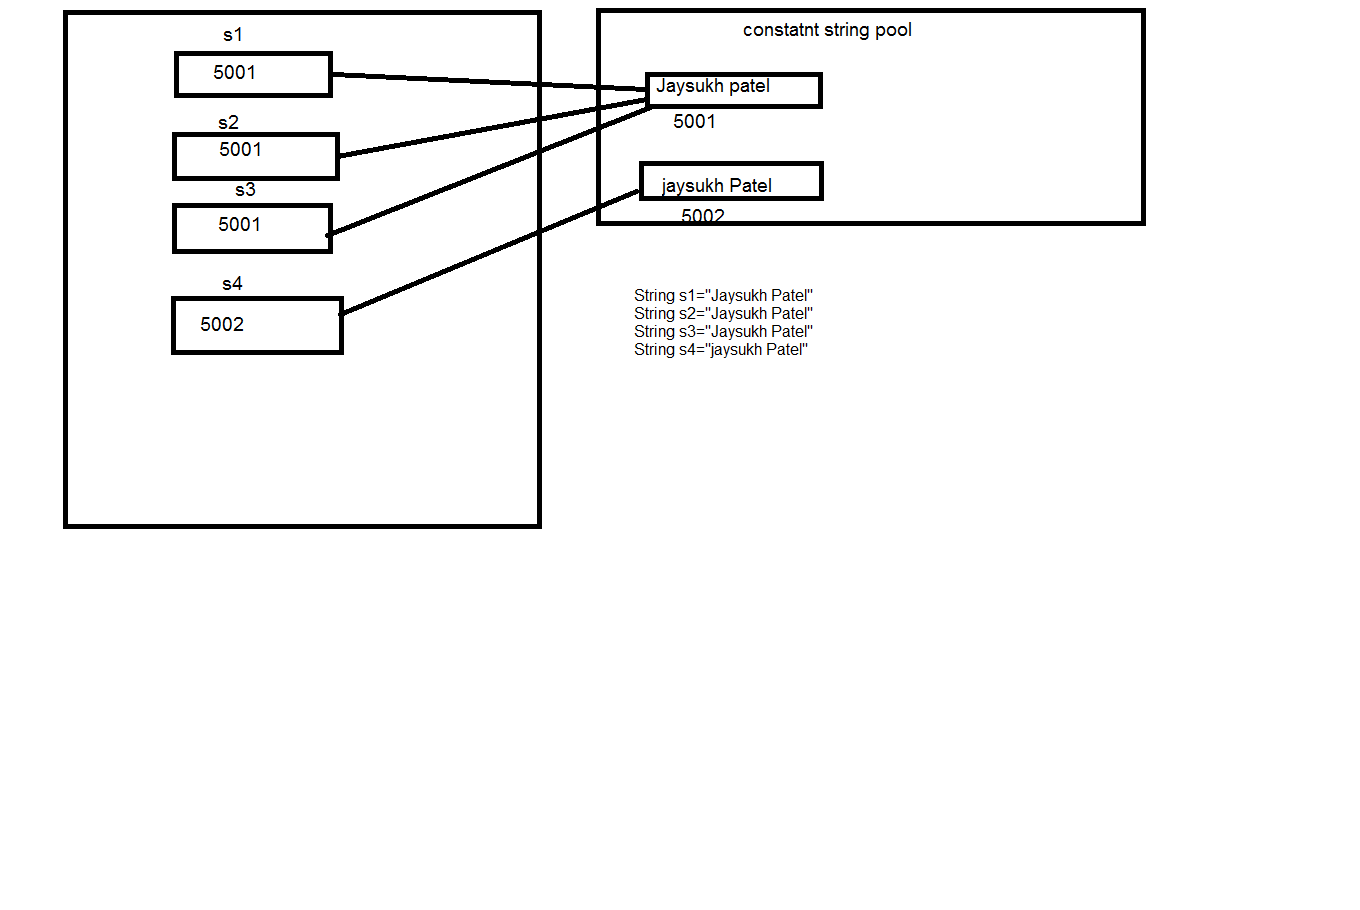 s1
5001
s2
5001
s3
5001
s4
5002
constatnt string pool
Jaysukh patel
5001
jaysukh Patel
5002
String s1="Jaysukh Patel"
String s2="Jaysukh Patel"
String s3="Jaysukh Patel"
String s4="jaysukh Patel"